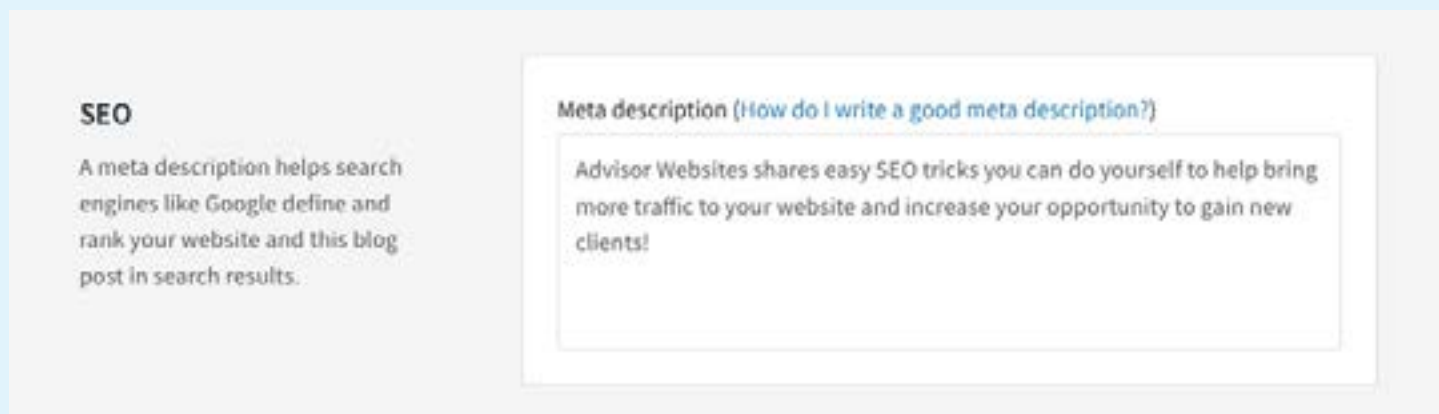 SEO
A meta description helps search
engines like Google define and
rank your website and this blog
post in search results.
Meta description (How do I write a good meta description?)
Advisor Websites shares easy SEO tricks you can do yourself to help bring
more traffic to your website and increase your opportunity to gain new
clients!